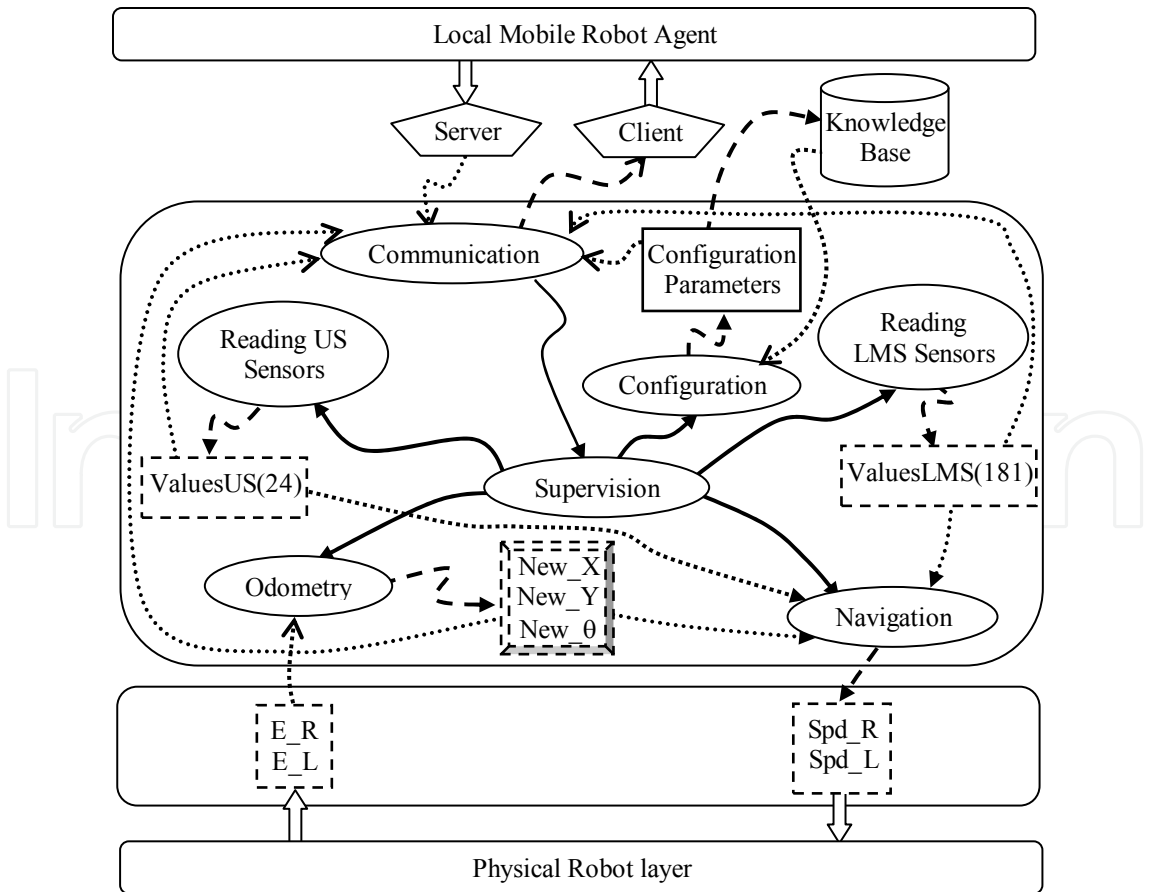 Local Mobile Robot Agent
Server
Client
Knowledge
Base
Communication
Configuration
Parameters
Reading US
Sensors
Reading
LMS Sensors
Configuration
ValuesUS(24)
Supervision
ValuesLMS(181)
Odometry
New_X
New_Y
New_θ
Navigation
E_R
E_L
Spd_R
Spd_L
Physical Robot layer